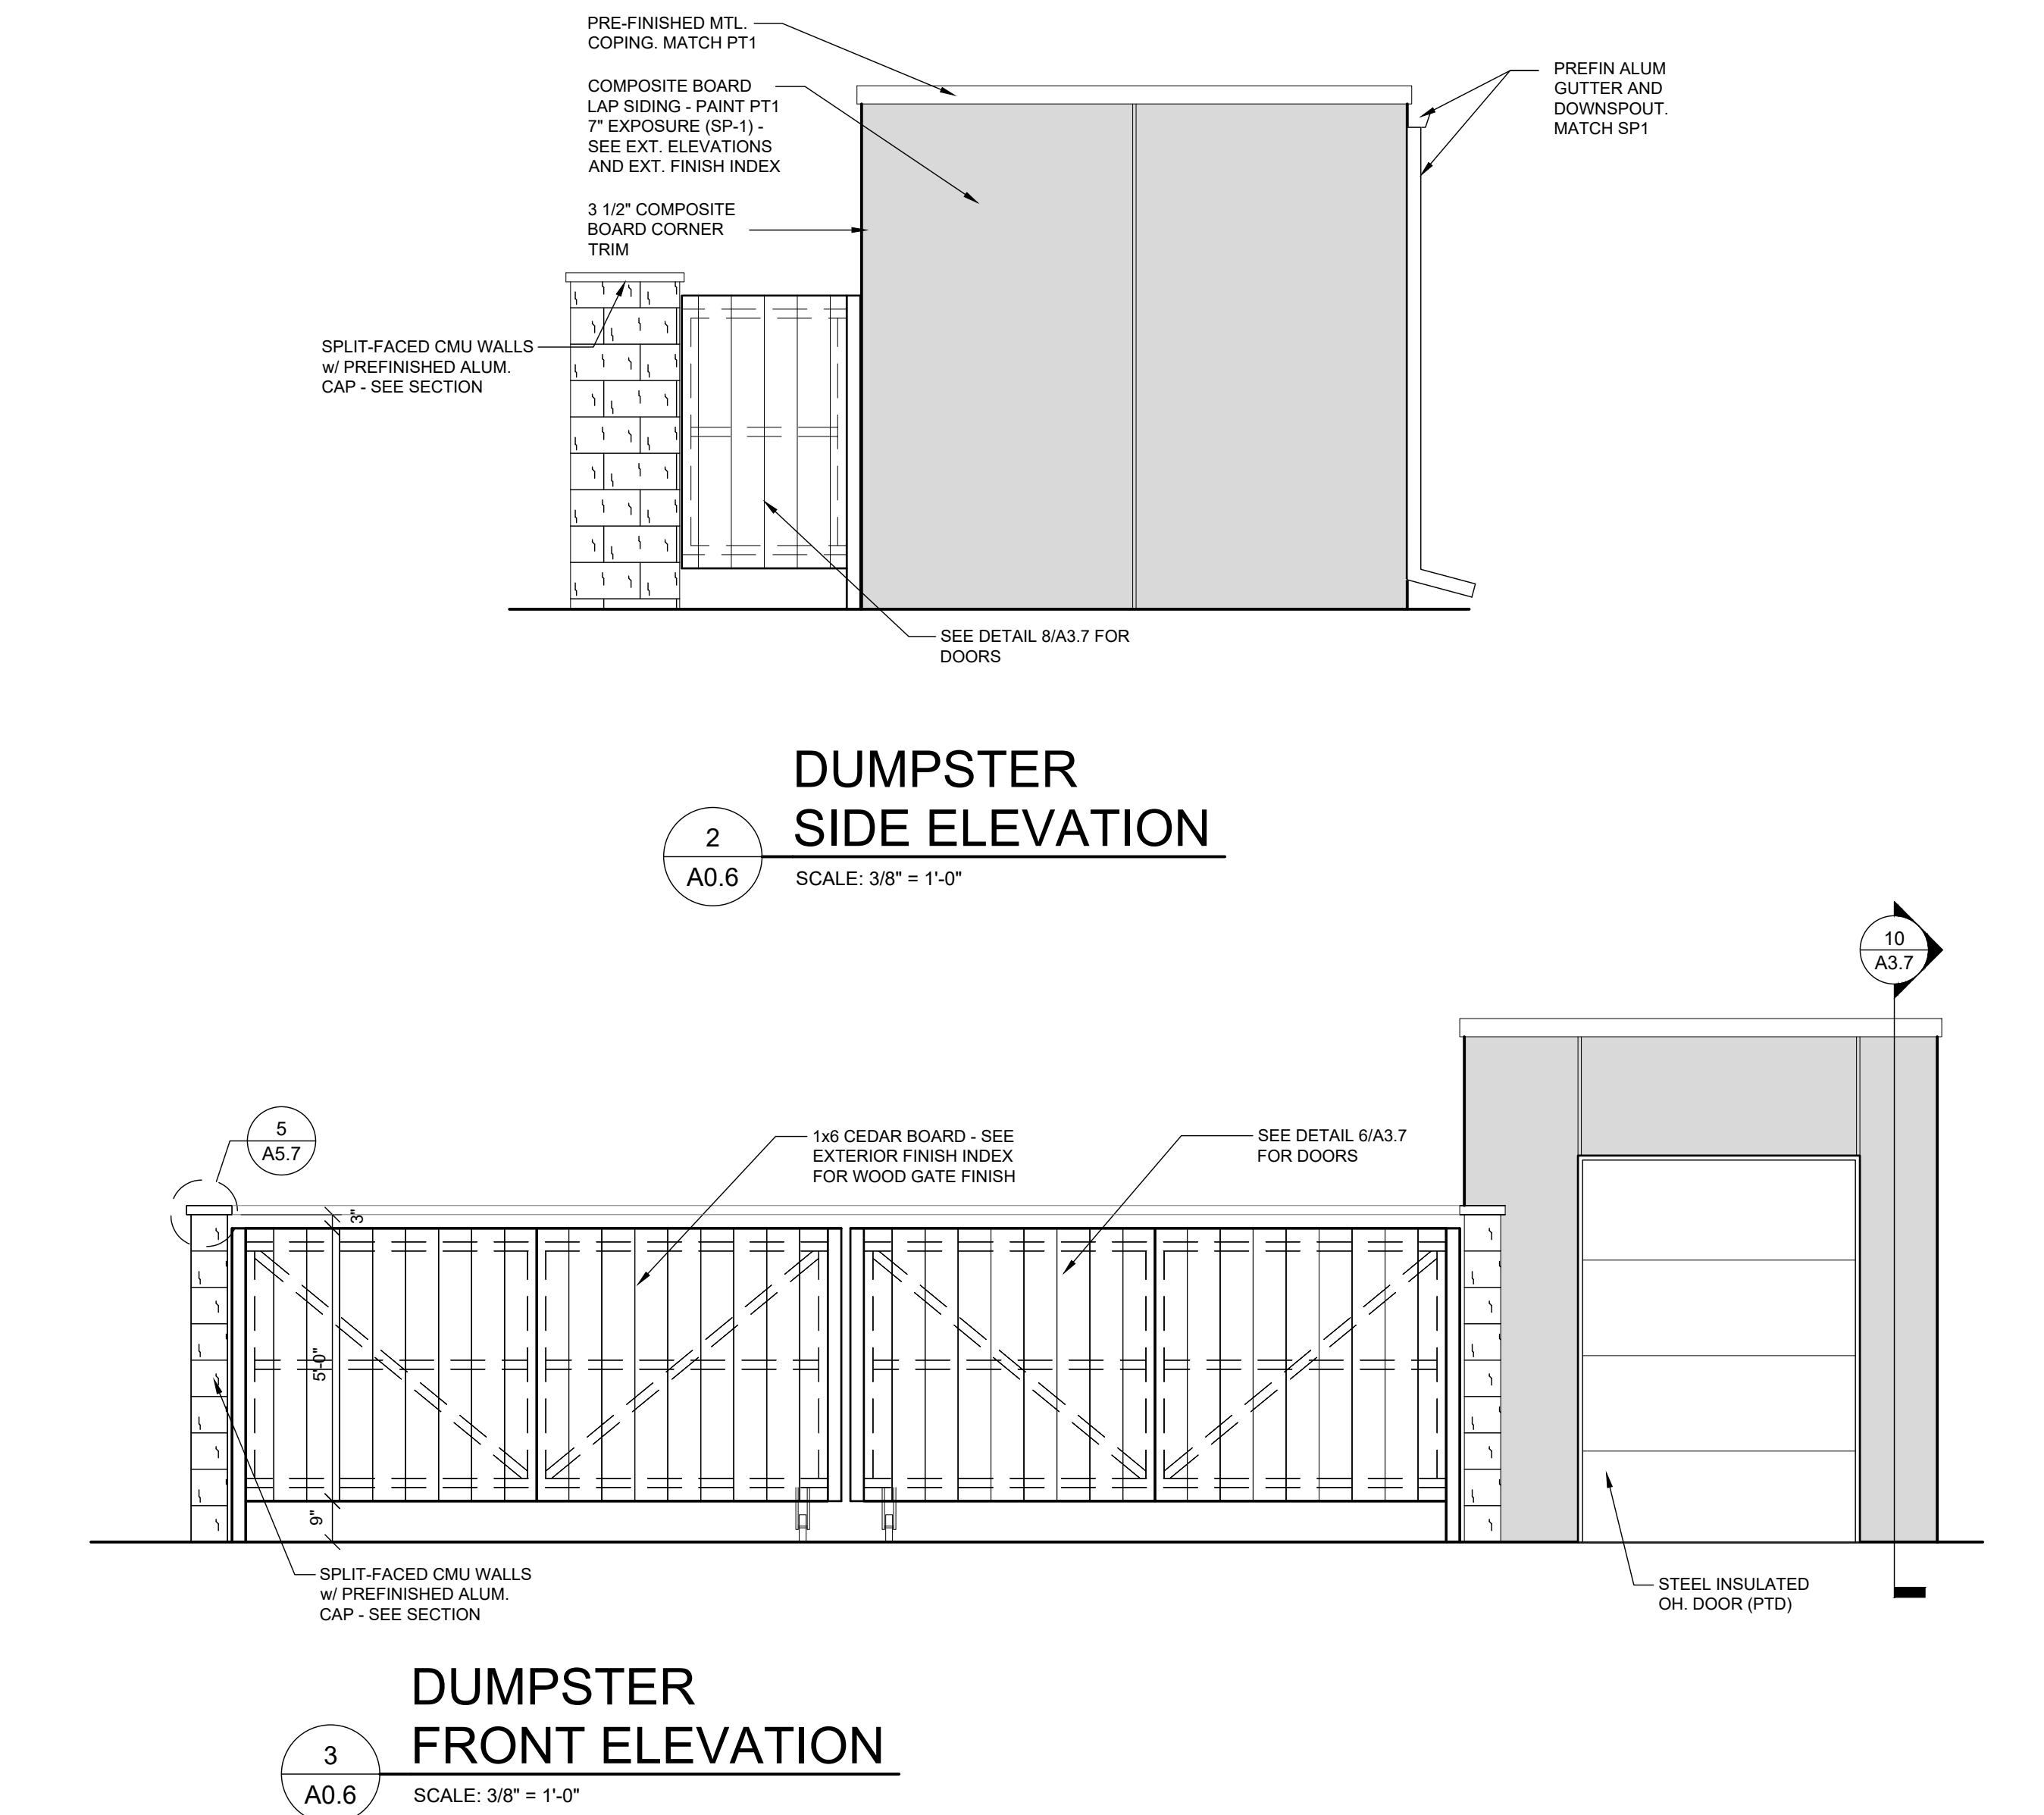 PRE-FINISHED MTL.
COPING. MATCH PT1
COMPOSITE BOARD
LAP SIDING - PAINT PT1
7" EXPOSURE (SP-1) -
SEE EXT. ELEVATIONS
AND EXT. FINISH INDEX
3 1/2" COMPOSITE
BOARD CORNER
TRIM
PREFIN ALUM
GUTTER AND
DOWNSPOUT.
MATCH SP1
SPLIT-FACED CMU WALLS
w/ PREFINISHED ALUM.
CAP - SEE SECTION
SEE DETAIL 8/A3.7 FOR
DOORS
DUMPSTER
SIDE ELEVATION
2
A0.6
SCALE: 3/8" = 1'-0"
10
A3.7
5
A5.7
1x6 CEDAR BOARD - SEE
EXTERIOR FINISH INDEX
FOR WOOD GATE FINISH
SEE DETAIL 6/A3.7
FOR DOORS
3"
5'-0"
9"
SPLIT-FACED CMU WALLS
w/ PREFINISHED ALUM.
CAP - SEE SECTION
STEEL INSULATED
OH. DOOR (PTD)
DUMPSTER
FRONT ELEVATION
3
A0.6
SCALE: 3/8" = 1'-0"